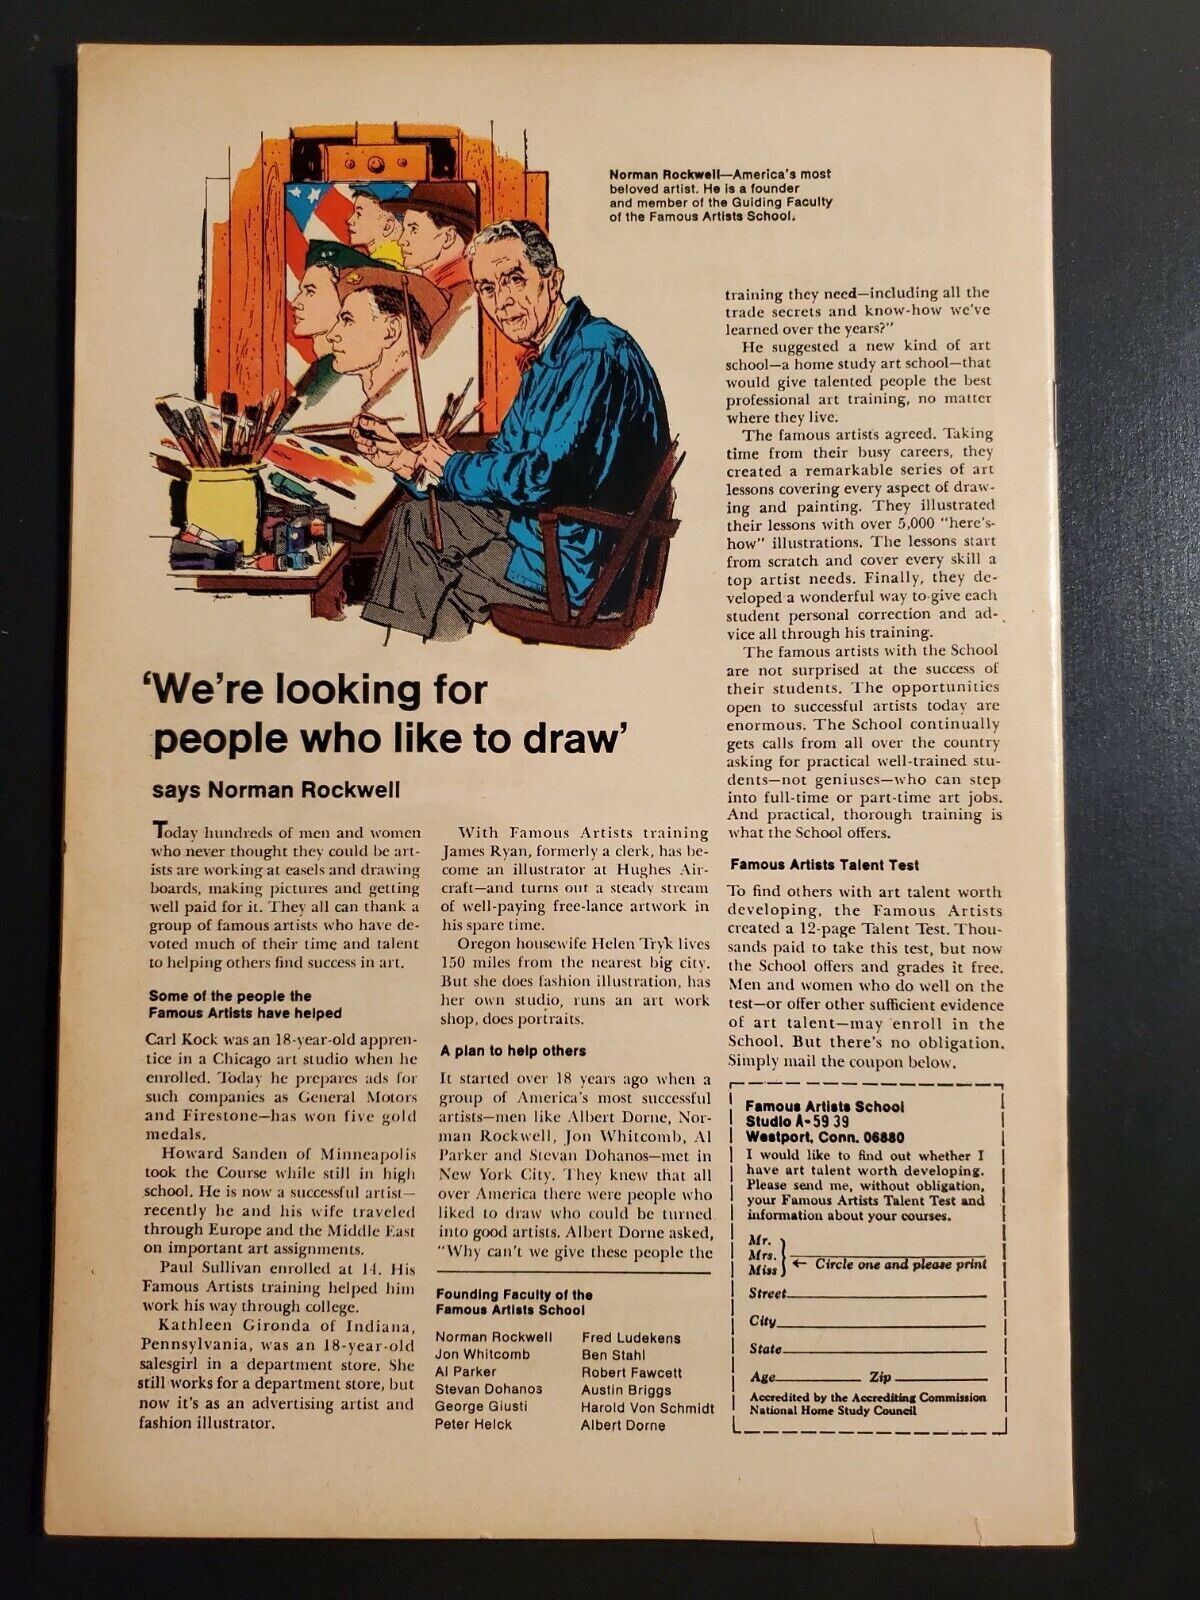 Norman Rockwell—America's most
beloved artist. He is a founder
and member of the Guiding Faculty
of the Famous Artists School.
'We're looking for
people who like to draw'
says Norman Rockwell
Today hundreds of men and women
who never thought they could be art-
ists are working at easels and drawing
boards, making pictures and getting
well paid for it. They all can thank a
group of famous artists who have de-
voted much of their time and talent
to helping others find success in art.
Some of the people the
Famous Artists have helped
Carl Kock was an 18-year-old appren-
tice in a Chicago art studio when he
enrolled. Today he prepares ads for
such companies as General Motors
and Firestone—has won five gold
medals.
Howard Sanden of Minneapolis
took the Course while still in high
school. He is now a successful artist—
recently he and his wife traveled
through Europe and the Middle East
on important art assignments.
Paul Sullivan enrolled at 14. His
Famous Artists training helped him
work his way through college.
Kathleen Gironda of Indiana,
Pennsylvania, was an 18-year-old
salesgirl in a department store. She
still works for a department store, but
now it's as an advertising artist and
fashion illustrator.
With Famous Artists training
James Ryan, formerly a clerk, has be-
come an illustrator at Hughes Air-
craft—and turns out a steady stream
of well-paying free-lance artwork in
his spare time.
Oregon housewife Helen Tryk lives
150 miles from the nearest big city.
But she does fashion illustration, has
her own studio, runs an art work
shop, does portraits.
A plan to help others
It started over 18 years ago when a
group of America's most successful
artists—men like Albert Dorne, Nor-
man Rockwell, Jon Whitcomb, Al
Parker and Stevan Dohanos—met in
New York City. They knew that all
over America there were people who
liked to draw who could be turned
into good artists. Albert Dorne asked,
"Why can't we give these people the
Founding Faculty of the
Famous Artists School
Norman Rockwell
Jon Whitcomb
Al Parker
Stevan Dohanos
George Giusti
Peter Helck
Fred Ludekens
Ben Stahl
Robert Fawcett
Austin Briggs
Harold Von Schmidt
Albert Dorne
training they need—including all the
trade secrets and know-how we've
learned over the years?"
He suggested a new kind of art
school—a home study art school—that
would give talented people the best
professional art training, no matter
where they live.
The famous artists agreed. Taking
time from their busy careers, they
created a remarkable series of art
lessons covering every aspect of draw-
ing and painting. They illustrated
their lessons with over 5,000 "here's-
how" illustrations. The lessons start
from scratch and cover every skill a
top artist needs. Finally, they de-
veloped a wonderful way to give each
student personal correction and ad-
vice all through his training.
The famous artists with the School
are not surprised at the success of
their students. The opportunities
open to successful artists today are
enormous. The School continually
gets calls from all over the country
asking for practical well-trained stu-
dents—not geniuses—who can step
into full-time or part-time art jobs.
And practical, thorough training is
what the School offers.
Famous Artists Talent Test
To find others with art talent worth
developing, the Famous Artists
created a 12-page Talent Test. Thou-
sands paid to take this test, but now
the School offers and grades it free.
Men and women who do well on the
test—or offer other sufficient evidence
of art talent—may enroll in the
School. But there's no obligation.
Simply mail the coupon below.
Famous Artists School
Studio A-59 39
Westport, Conn. 06880
I would like to find out whether I
have art talent worth developing.
Please send me, without obligation,
your Famous Artists Talent Test and
information about your courses.
Mr.
Mrs.
Miss
← Circle one and please print
Street
City
State
Age Zip
Accredited by the Accrediting Commission
National Home Study Council